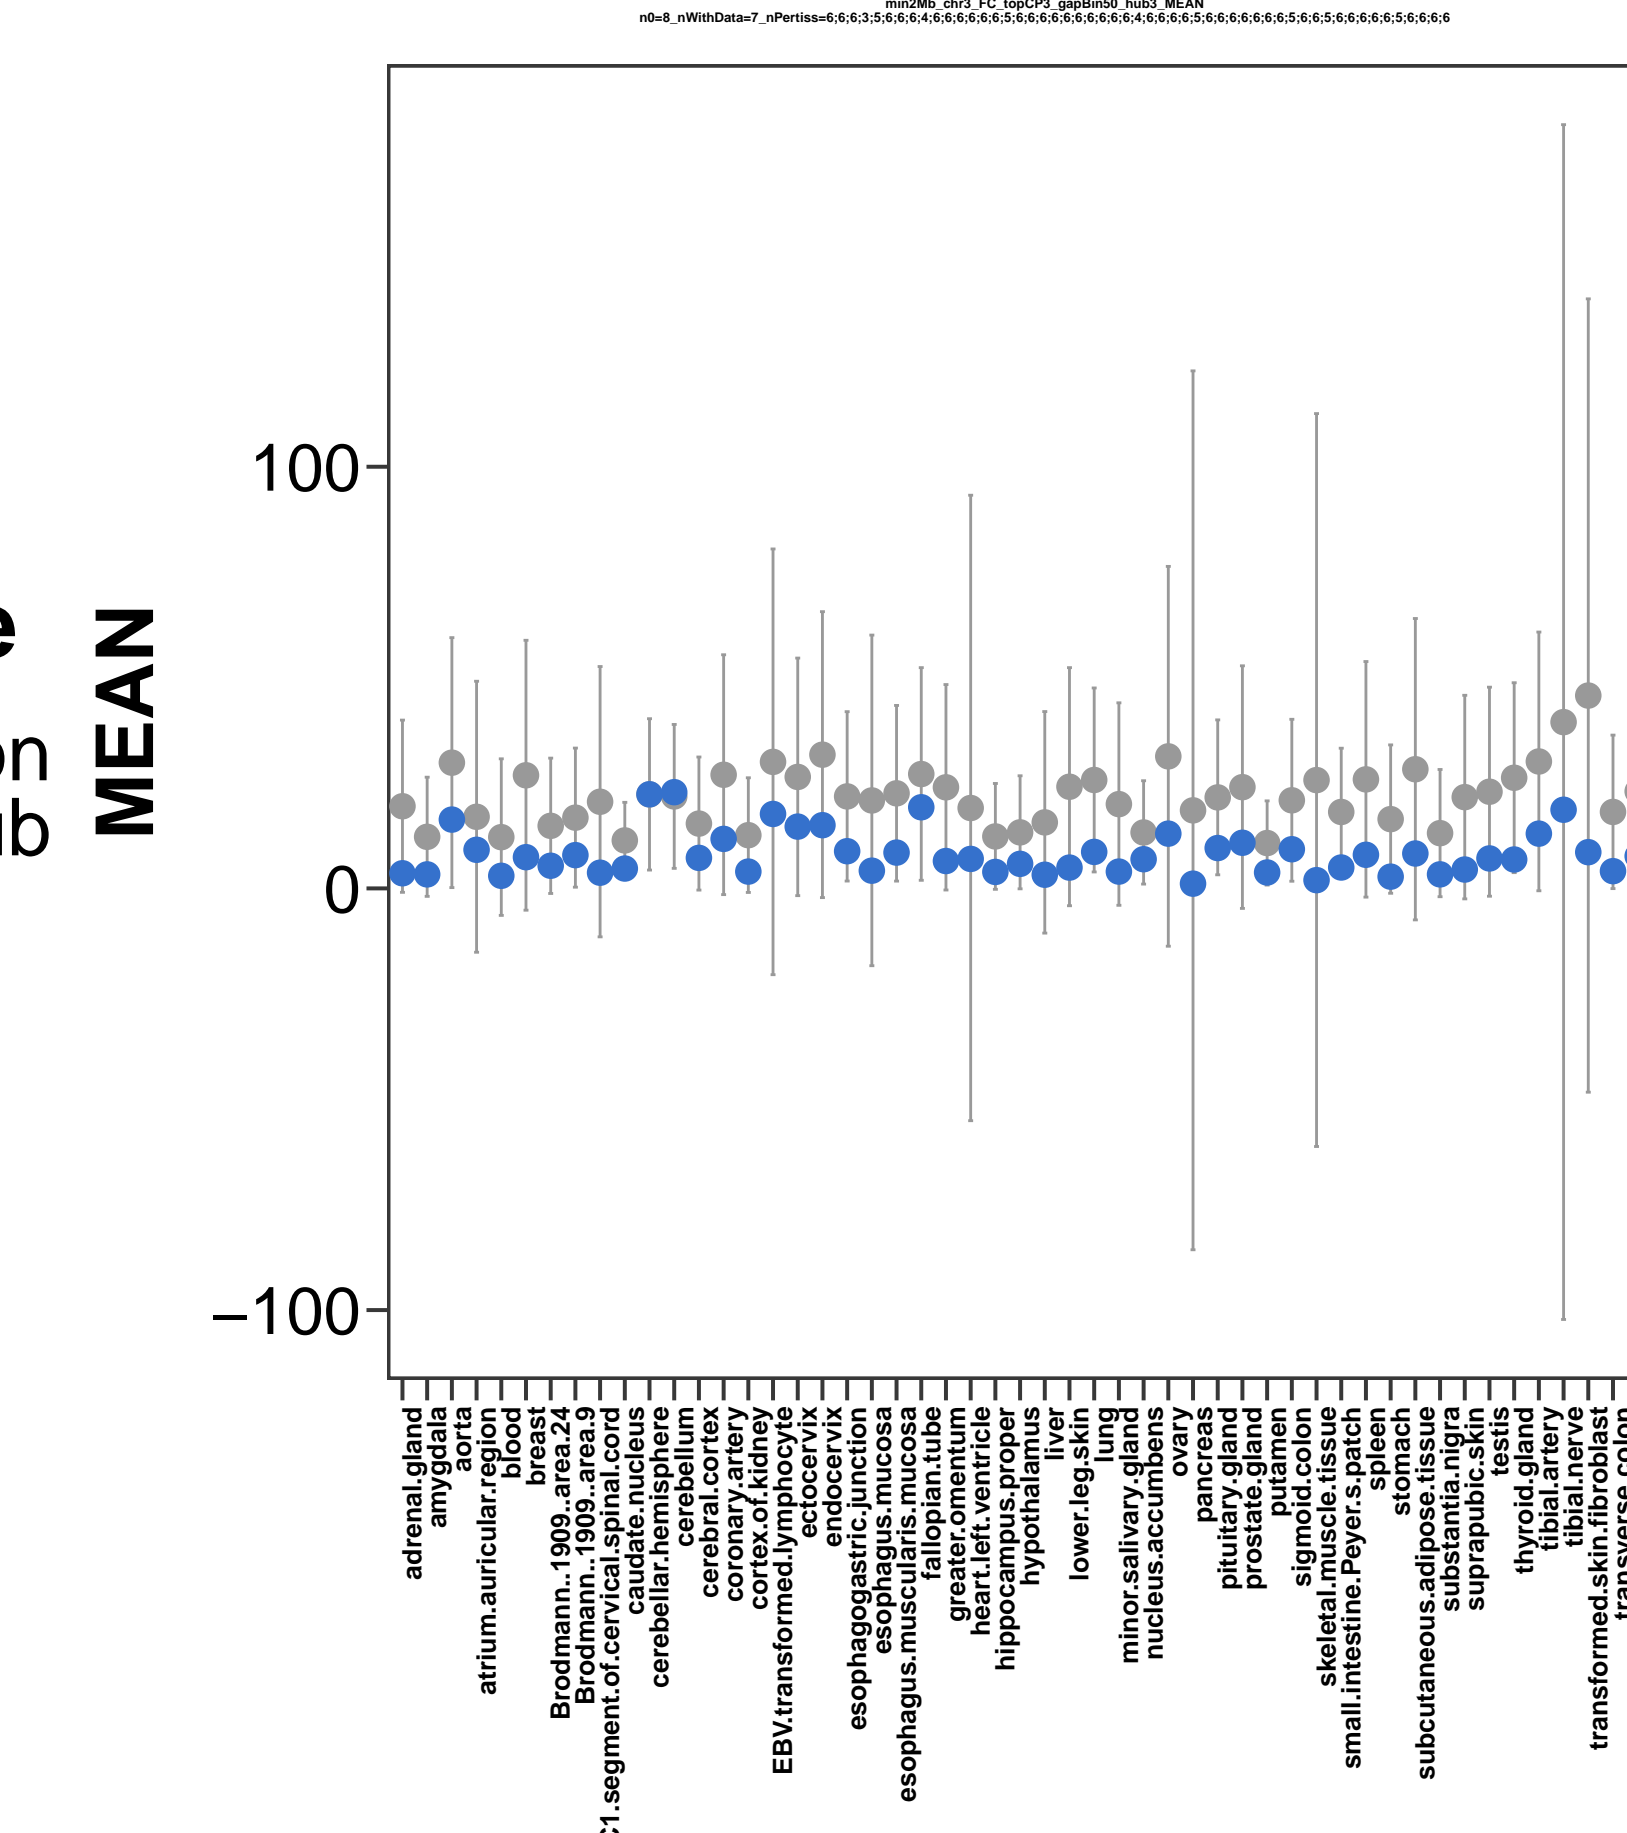 min2Mb_chr3_FC_topCP3_gapBin50_hub3_MEAN
n0=8_nWithData=7_nPertiss=6;6;6;3;5;6;6;6;4;6;6;6;6;6;6;5;6;6;6;6;6;6;6;6;6;6;4;6;6;6;6;5;6;6;6;6;6;6;6;5;6;6;5;6;6;6;6;6;5;6;6;6;6
e
on
ub
MEAN
100
0
−100
adrenal.gland
amygdala
aorta
atrium.auricular.region
blood
breast
Brodmann..1909..area.24
Brodmann..1909..area.9
C1.segment.of.cervical.spinal.cord
caudate.nucleus
cerebellar.hemisphere
cerebellum
cerebral.cortex
coronary.artery
cortex.of.kidney
EBV.transformed.lymphocyte
ectocervix
endocervix
esophagogastric.junction
esophagus.mucosa
esophagus.muscularis.mucosa
fallopian.tube
greater.omentum
heart.left.ventricle
hippocampus.proper
hypothalamus
liver
lower.leg.skin
lung
minor.salivary.gland
nucleus.accumbens
ovary
pancreas
pituitary.gland
prostate.gland
putamen
sigmoid.colon
skeletal.muscle.tissue
small.intestine.Peyer.s.patch
spleen
stomach
subcutaneous.adipose.tissue
substantia.nigra
suprapubic.skin
testis
thyroid.gland
tibial.artery
tibial.nerve
transformed.skin.fibroblast
transverse.colon